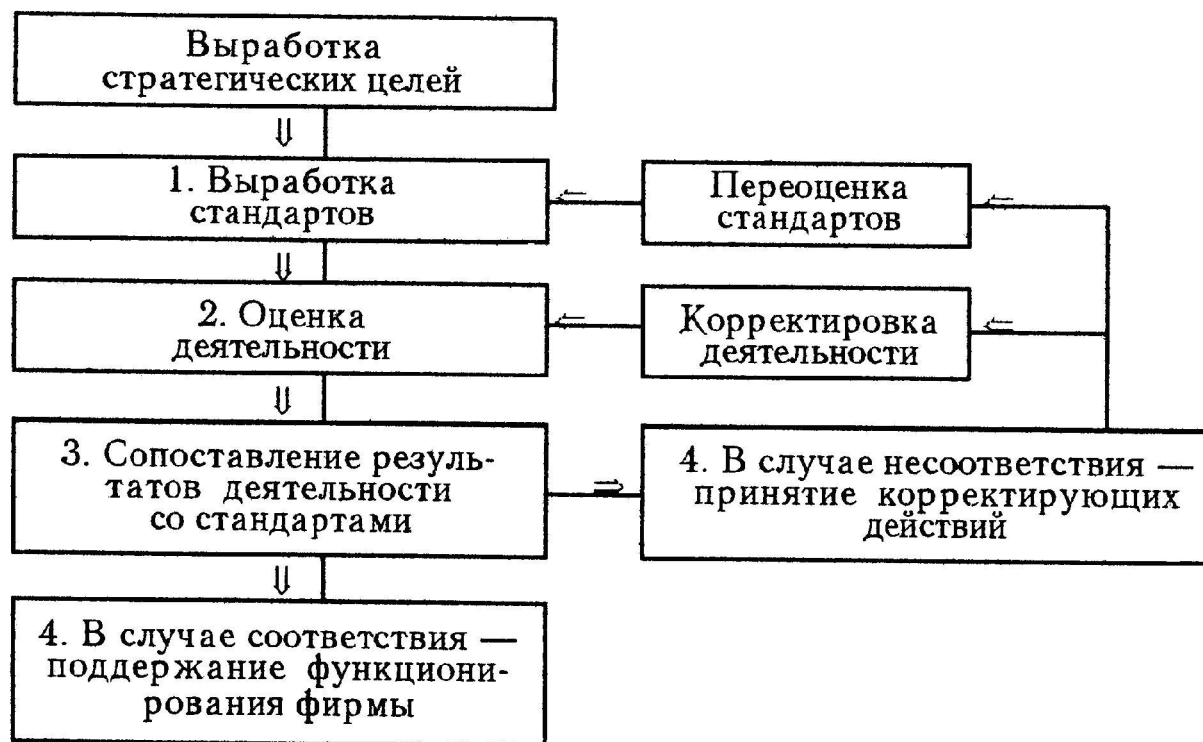 Выработка
стратегических целей
1. Выработка
стандартов
Переоценка
стандартов
2. Оценка
деятельности
Корректировка
деятельности
3. Сопоставление резуль-
татов деятельности
со стандартами
4. В случае несоответствия —
принятие корректирующих
действий
4. В случае соответствия —
поддержание функциони-
рования фирмы